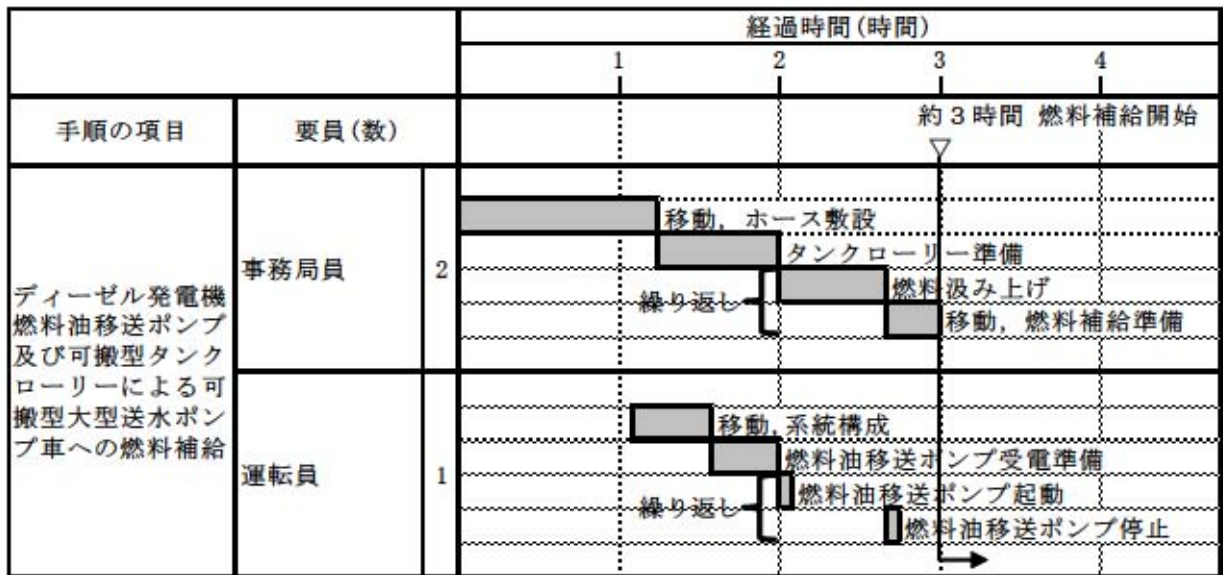 経過時間(時間)
1 2 3 4
手順の項目 要員(数)
約3時間 燃料補給開始
▽
ディーゼル発電機
燃料油移送ポンプ
及び可搬型タンク
ローリーによる可
搬型大型送水ポン
プ車への燃料補給
事務局員 2
移動,ホース敷設
タンクローリー準備
燃料汲み上げ
繰り返し
移動,燃料補給準備
運転員 1
移動,系統構成
燃料油移送ポンプ受電準備
燃料油移送ポンプ起動
繰り返し
燃料油移送ポンプ停止